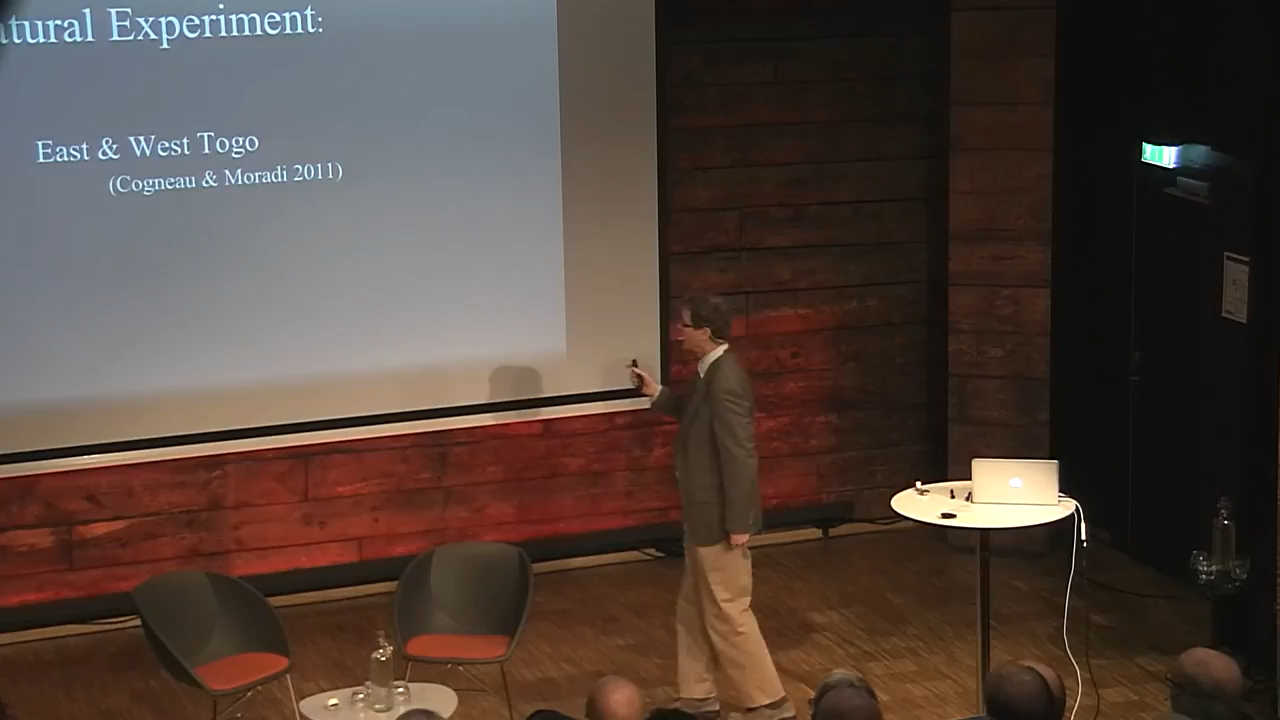 atural Experiment:
East & West Togo
(Cogneau & Moradi 2011)